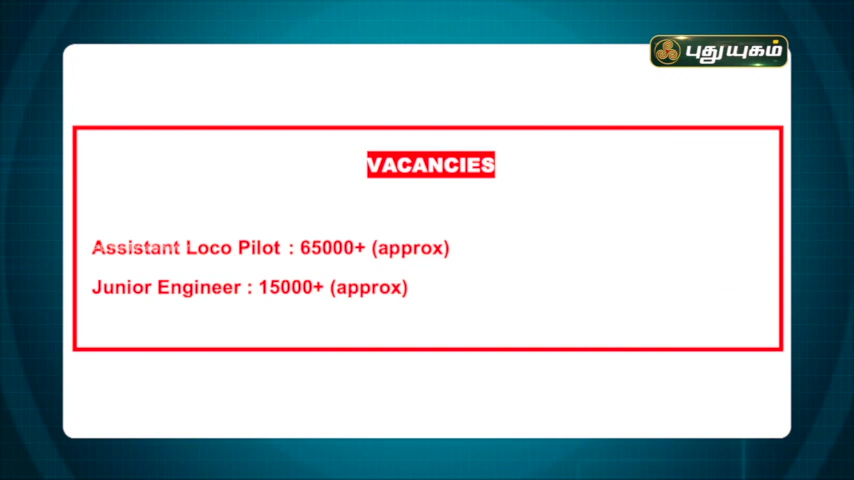 புதுயுகம்
VACANCIES
Assistant Loco Pilot : 65000+ (approx)
Junior Engineer : 15000+ (approx)